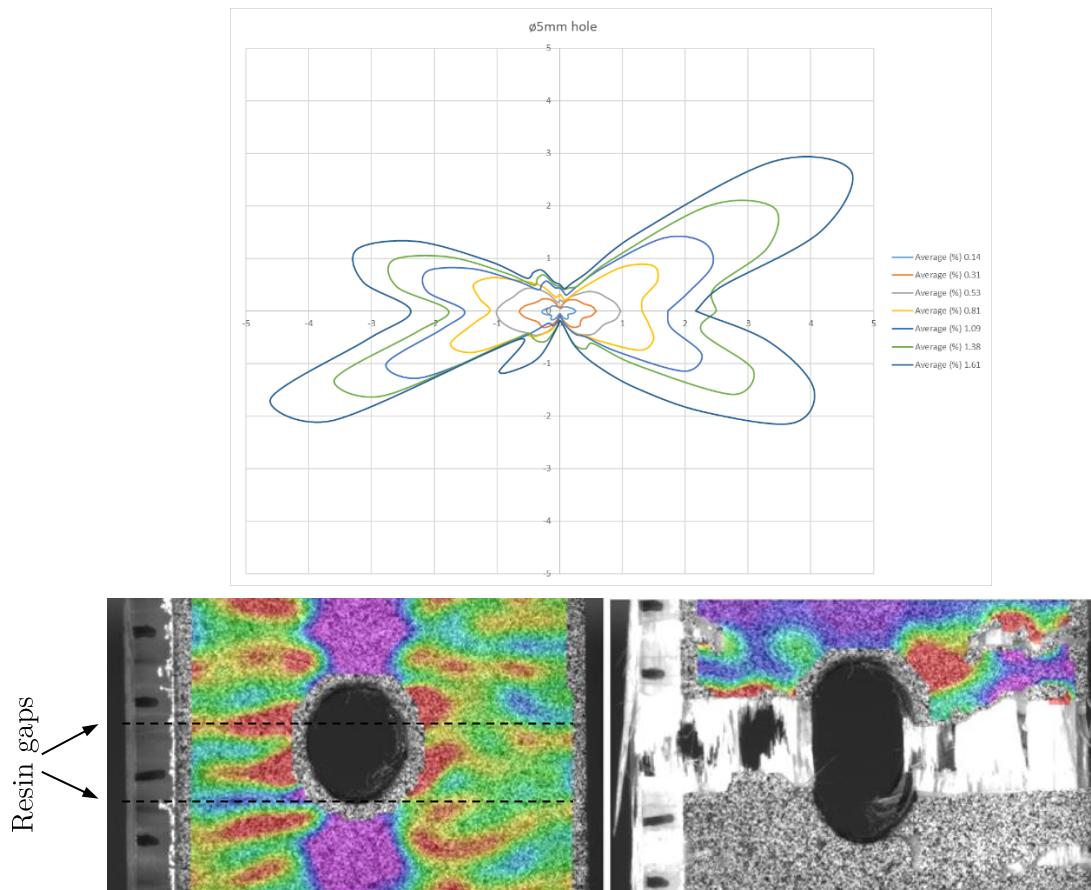 ø5mm hole
5
4
3
2
1
0
-5 -4 -3 -2 -1 0 1 2 3 4 5
-1
-2
-3
-4
-5
Average (%) 0.14
Average (%) 0.31
Average (%) 0.53
Average (%) 0.81
Average (%) 1.09
Average (%) 1.38
Average (%) 1.61
Resin gaps